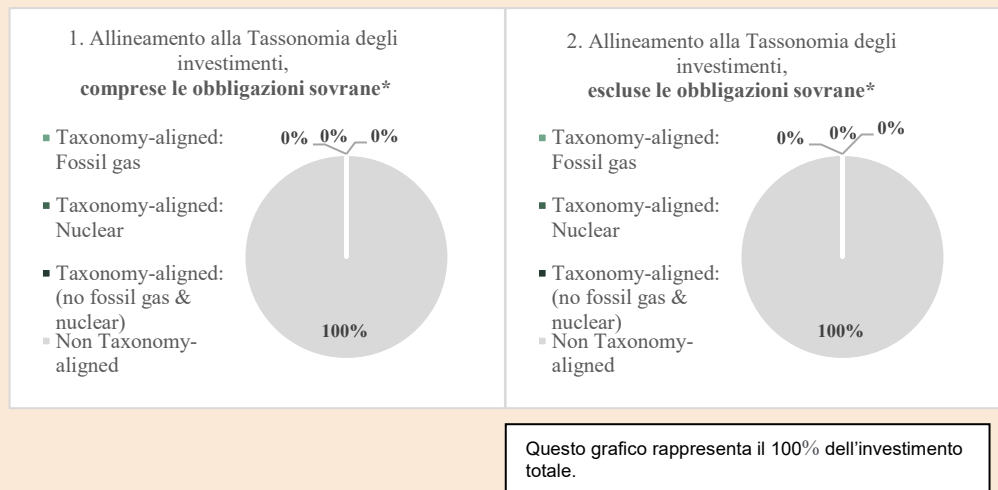 1. Allineamento alla Tassonomia degli
investimenti,
comprese le obbligazioni sovrane*
Taxonomy-aligned:
Fossil gas
Taxonomy-aligned:
Nuclear
Taxonomy-aligned:
(no fossil gas &
nuclear)
Non Taxonomy-
aligned
0% 0% 0%
100%
2. Allineamento alla Tassonomia degli
investimenti,
escluse le obbligazioni sovrane*
Taxonomy-aligned:
Fossil gas
Taxonomy-aligned:
Nuclear
Taxonomy-aligned:
(no fossil gas &
nuclear)
Non Taxonomy-
aligned
0% 0% 0%
100%
Questo grafico rappresenta il 100% dell'investimento
totale.